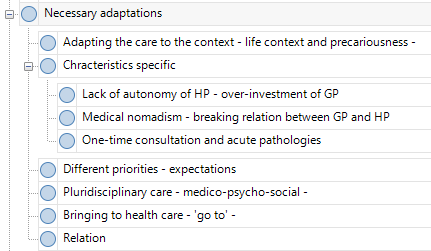 Necessary adaptations
Adapting the care to the context - life context and precariousness -
Chracteristics specific
Lack of autonomy of HP - over-investment of GP
Medical nomadism - breaking relation between GP and HP
One-time consultation and acute pathologies
Different priorities - expectations
Pluridisciplinary care - medico-psycho-social -
Bringing to health care - 'go to' -
Relation